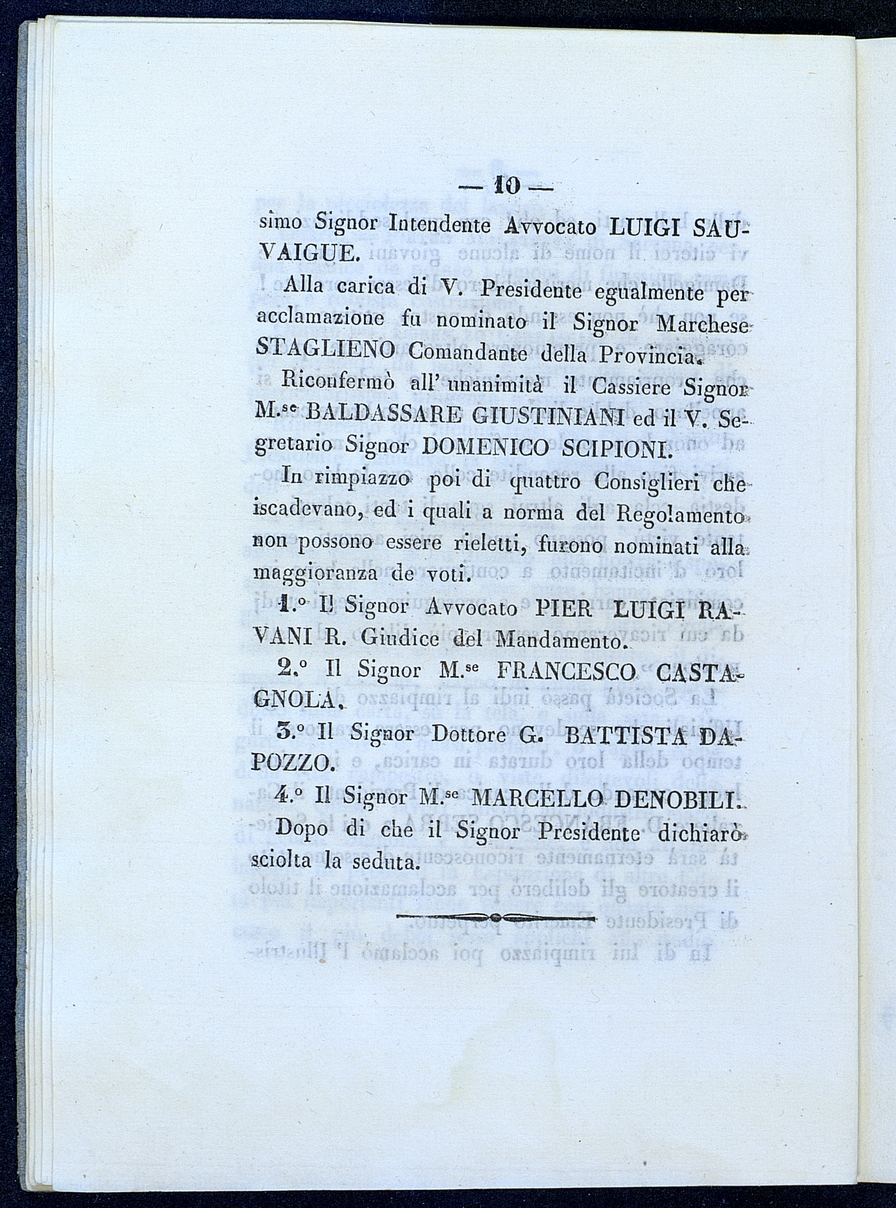 — 10 —
simo Signor Intendente Avvocato LUIGI SAU-
VAIGUE.
Alla carica di V. Presidente egualmente per
acclamazione fu nominato il Signor Marchese
STAGLIENO Comandante della Provincia.
Riconfermò all' unanimità il Cassiere Signor
M.se BALDASSARE GIUSTINIANI ed il V. Se-
gretario Signor DOMENICO SCIPIONI.
In rimpiazzo poi di quattro Consiglieri che
iscadevano, ed i quali a norma del Regolamento
non possono essere rieletti, furono nominati alla
maggioranza de voti.
1.º Il Signor Avvocato PIER LUIGI RA-
VANI R. Giudice del Mandamento.
2.º Il Signor M.se FRANCESCO CASTA-
GNOLA.
3.º Il Signor Dottore G. BATTISTA DA-
POZZO.
4.º Il Signor M.se MARCELLO DENOBILI.
Dopo di che il Signor Presidente dichiarò
sciolta la seduta.